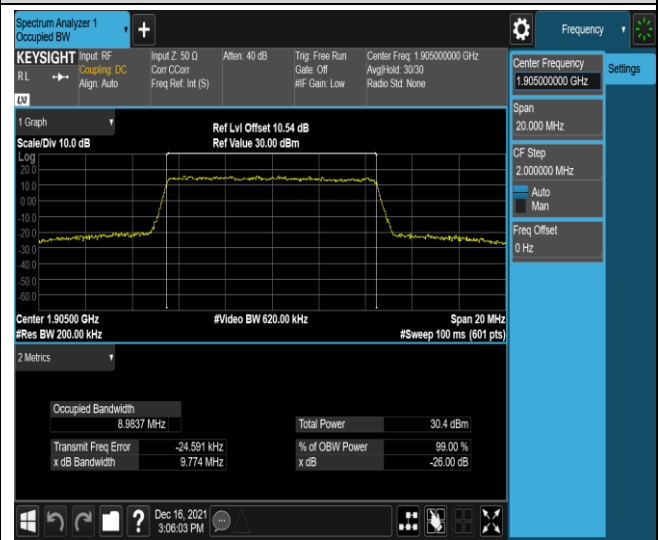 Spectrum Analyzer 1
Occupied BW
+
Frequency
KEYSIGHT
RL
LXI
Input: RF
Coupling: DC
Align: Auto
Input Z: 50 Ω
Corr CCorr
Freq Ref: Int (S)
Atten: 40 dB
Trig: Free Run
Gate: Off
#IF Gain: Low
Center Freq: 1.905000000 GHz
Avg|Hold: 30/30
Radio Std: None
Center Frequency
1.905000000 GHz
Settings
Span
20.000 MHz
CF Step
2.000000 MHz
Auto
Man
Freq Offset
0 Hz
1 Graph
Scale/Div 10.0 dB
Ref Lvl Offset 10.54 dB
Ref Value 30.00 dBm
Log
20.0
10.0
0.00
-10.0
-20.0
-30.0
-40.0
-50.0
-60.0
Center 1.90500 GHz
#Res BW 200.00 kHz
#Video BW 620.00 kHz
Span 20 MHz
#Sweep 100 ms (601 pts)
2 Metrics
Occupied Bandwidth
8.9837 MHz
Total Power 30.4 dBm
Transmit Freq Error -24.591 kHz
% of OBW Power 99.00 %
x dB Bandwidth 9.774 MHz
x dB -26.00 dB
?
Dec 16, 2021
3:06:03 PM